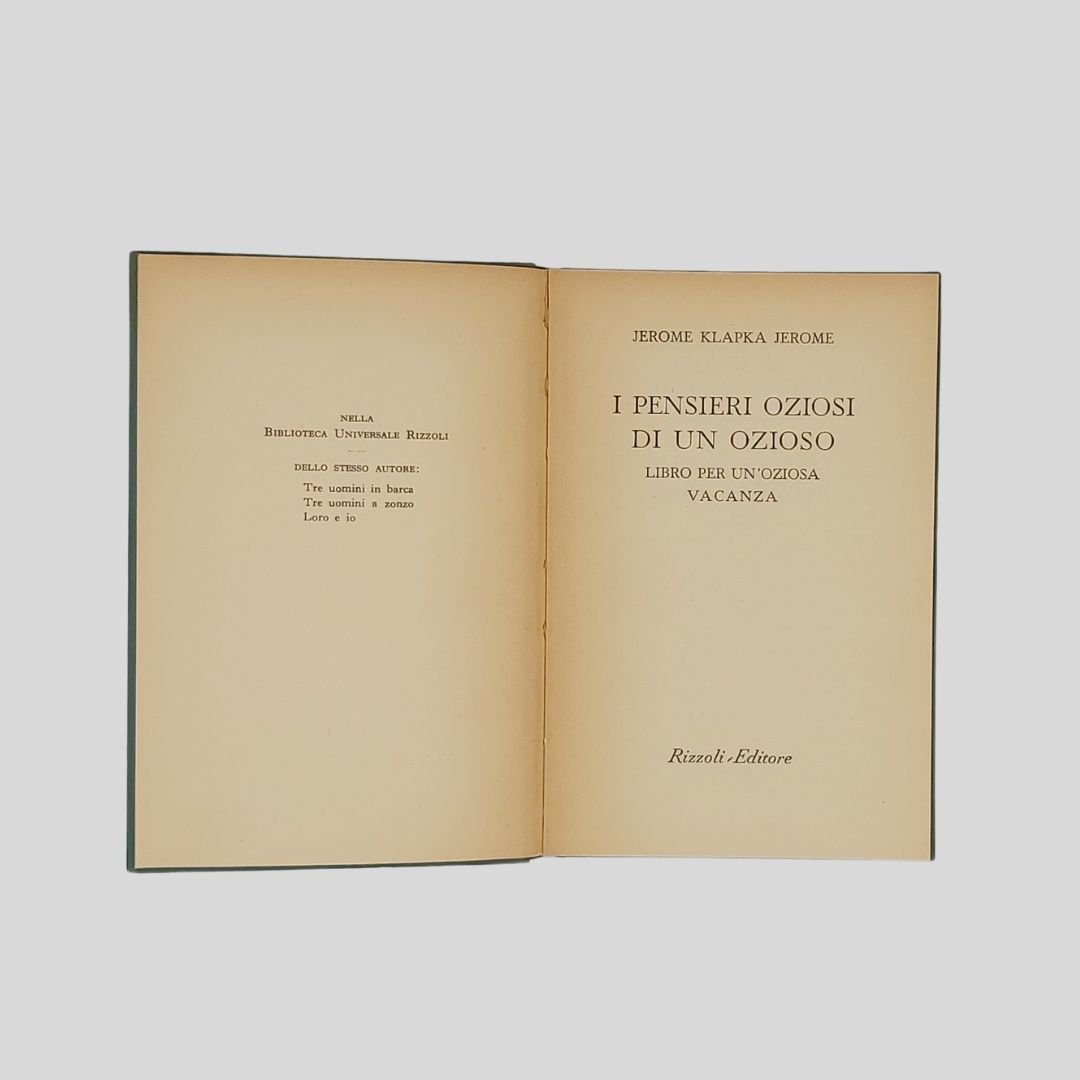 NELLA
BIBLIOTECA UNIVERSALE RIZZOLI
DELLO STESSO AUTORE:
Tre uomini in barca
Tre uomini a zonzo
Loro e io
JEROME KLAPKA JEROME
I PENSIERI OZIOSI
DI UN OZIOSO
LIBRO PER UN'OZIOSA
VACANZA
Rizzoli-Editore